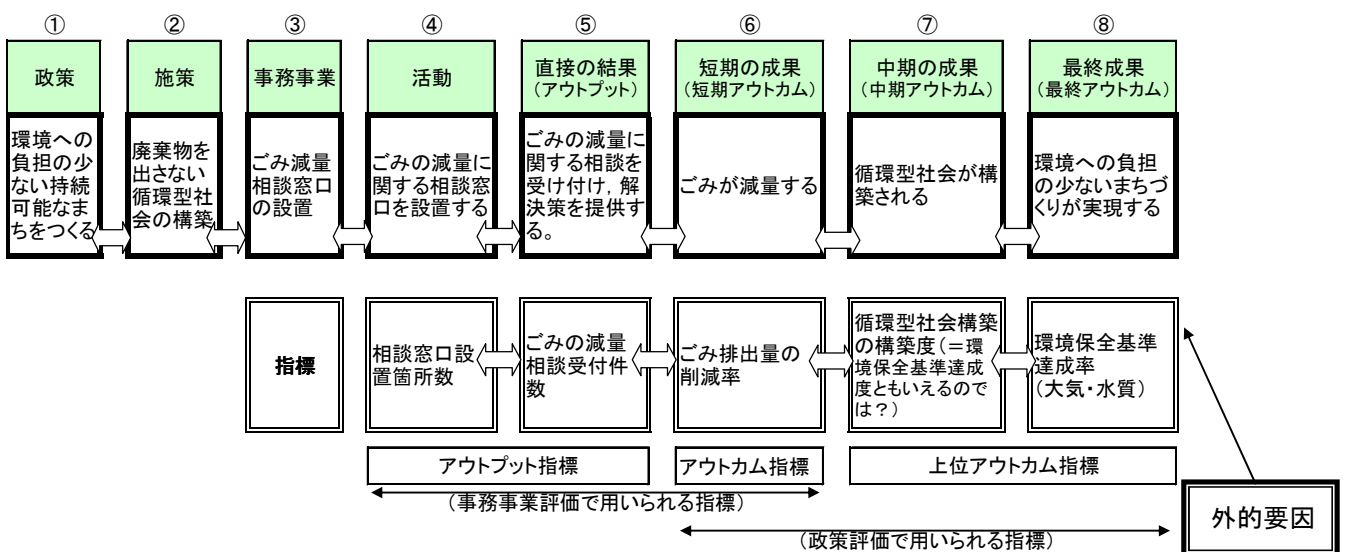 ① ② ③ ④ ⑤ ⑥ ⑦ ⑧
政策
施策
事務事業
活動
直接の結果
(アウトプット)
短期の成果
(短期アウトカム)
中期の成果
(中期アウトカム)
最終成果
(最終アウトカム)
環境への
負担の少
ない持続
可能なま
ちをつくる
廃棄物を
出さない
循環型社
会の構築
ごみ減量
相談窓口
の設置
ごみの減量に
関する相談窓
口を設置する
ごみの減量に
関する相談を
受け付け，解
決策を提供す
る。
ごみが減量する
循環型社会が構
築される
環境への負担
の少ないまちづ
くりが実現する
指標
相談窓口設
置箇所数
ごみの減量
相談受付件
数
ごみ排出量の
削減率
循環型社会構築
の構築度(＝環
境保全基準達成
度ともいえるので
は？)
環境保全基準
達成率
(大気・水質)
アウトプット指標
アウトカム指標
上位アウトカム指標
(事務事業評価で用いられる指標)
(政策評価で用いられる指標)
外的要因